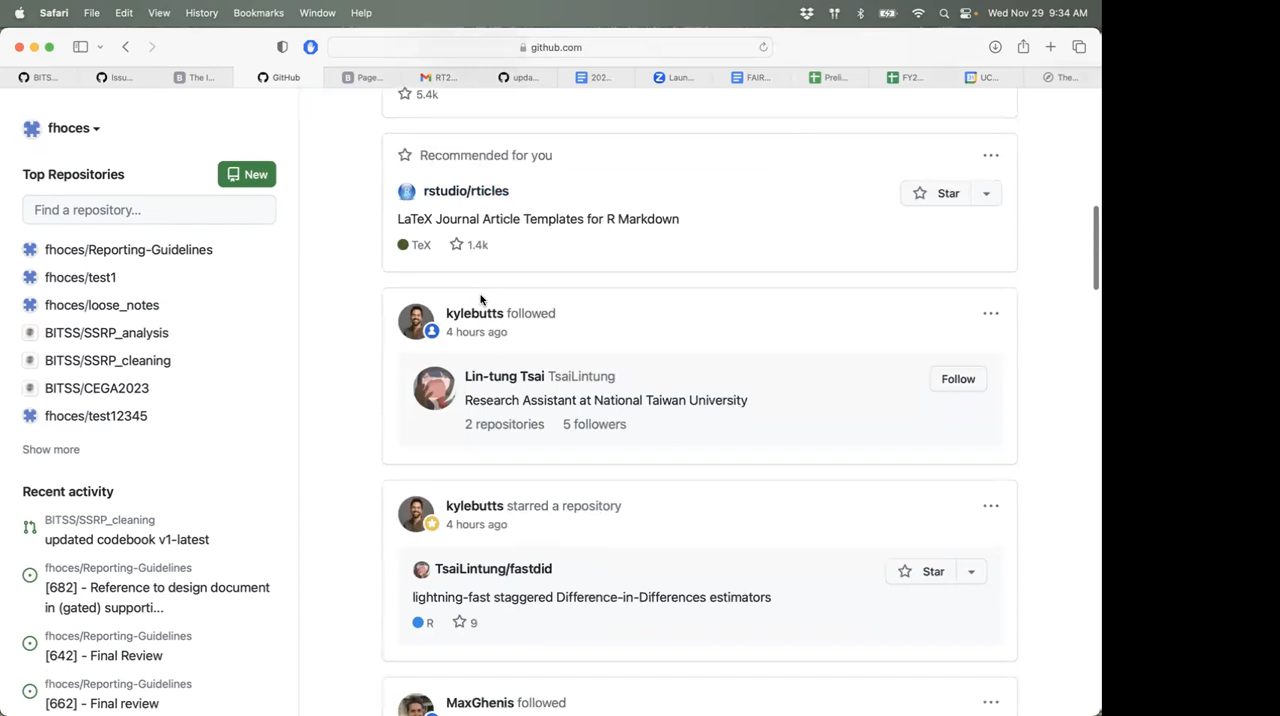 Safari File Edit View History Bookmarks Window Help Wed Nov 29 9:34 AM
github.com
BITS... Issu... The I... GitHub Page... RT2... upda... 202... Laun... FAIR... Preli... FY2... UC... The...
fhoces
Top Repositories
New
Find a repository...
fhoces/Reporting-Guidelines
fhoces/test1
fhoces/loose_notes
BITSS/SSRP_analysis
BITSS/SSRP_cleaning
BITSS/CEGA2023
fhoces/test12345
Show more
Recent activity
BITSS/SSRP_cleaning
updated codebook v1-latest
fhoces/Reporting-Guidelines
[682] - Reference to design document
in (gated) supporti...
fhoces/Reporting-Guidelines
[642] - Final Review
fhoces/Reporting-Guidelines
[662] - Final review
5.4k
Recommended for you
rstudio/rticles
Star
LaTeX Journal Article Templates for R Markdown
TeX 1.4k
kylebutts followed
4 hours ago
Lin-tung Tsai TsaiLintung
Follow
Research Assistant at National Taiwan University
2 repositories 5 followers
kylebutts starred a repository
4 hours ago
TsaiLintung/fastdid
Star
lightning-fast staggered Difference-in-Differences estimators
R 9
MaxGhenis followed